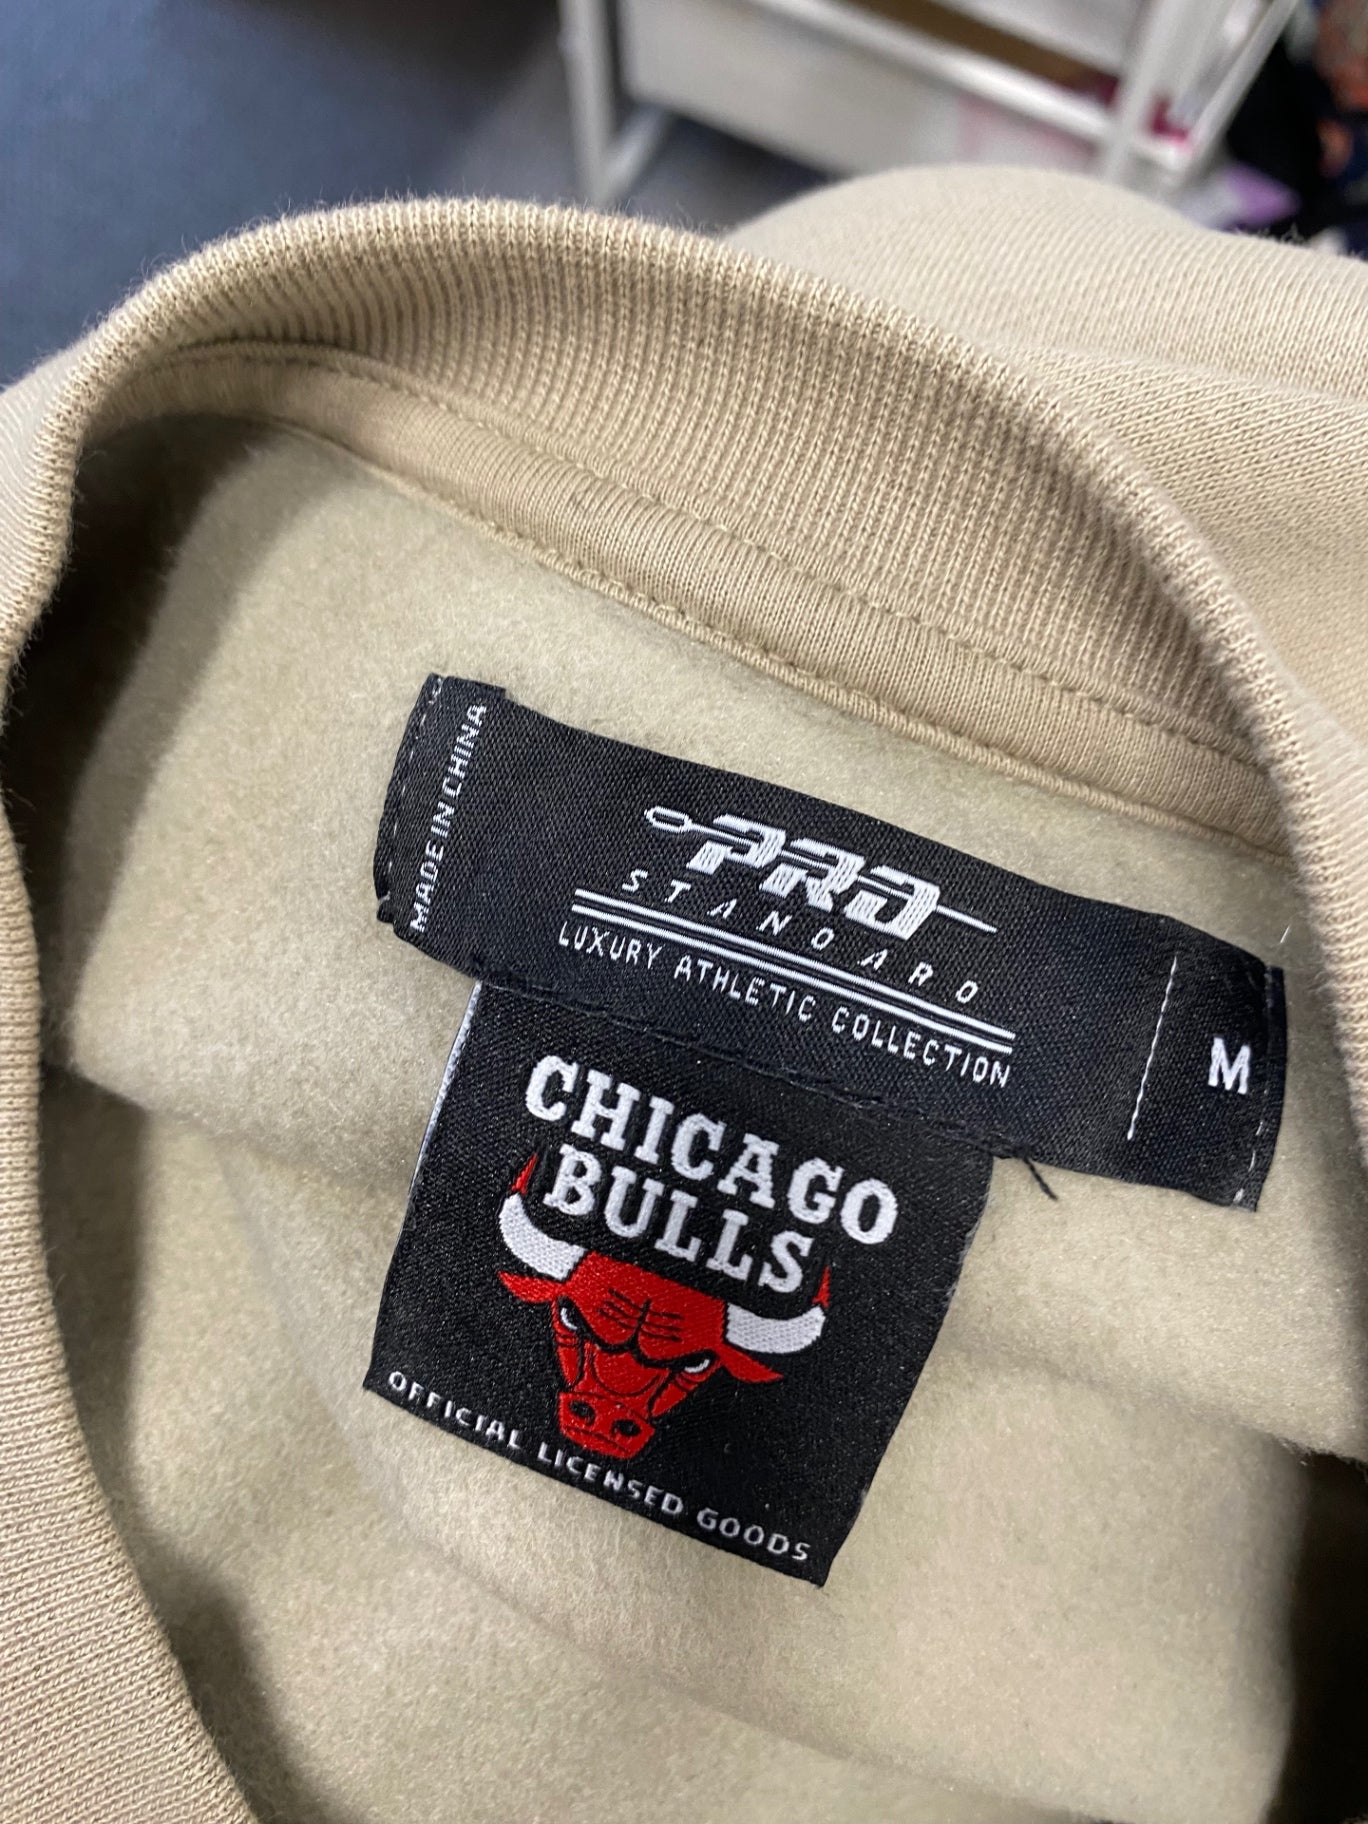 MADE IN CHINA
PRO
STANDARD
LUXURY ATHLETIC COLLECTION
M
CHICAGO
BULLS
OFFICIAL LICENSED GOODS